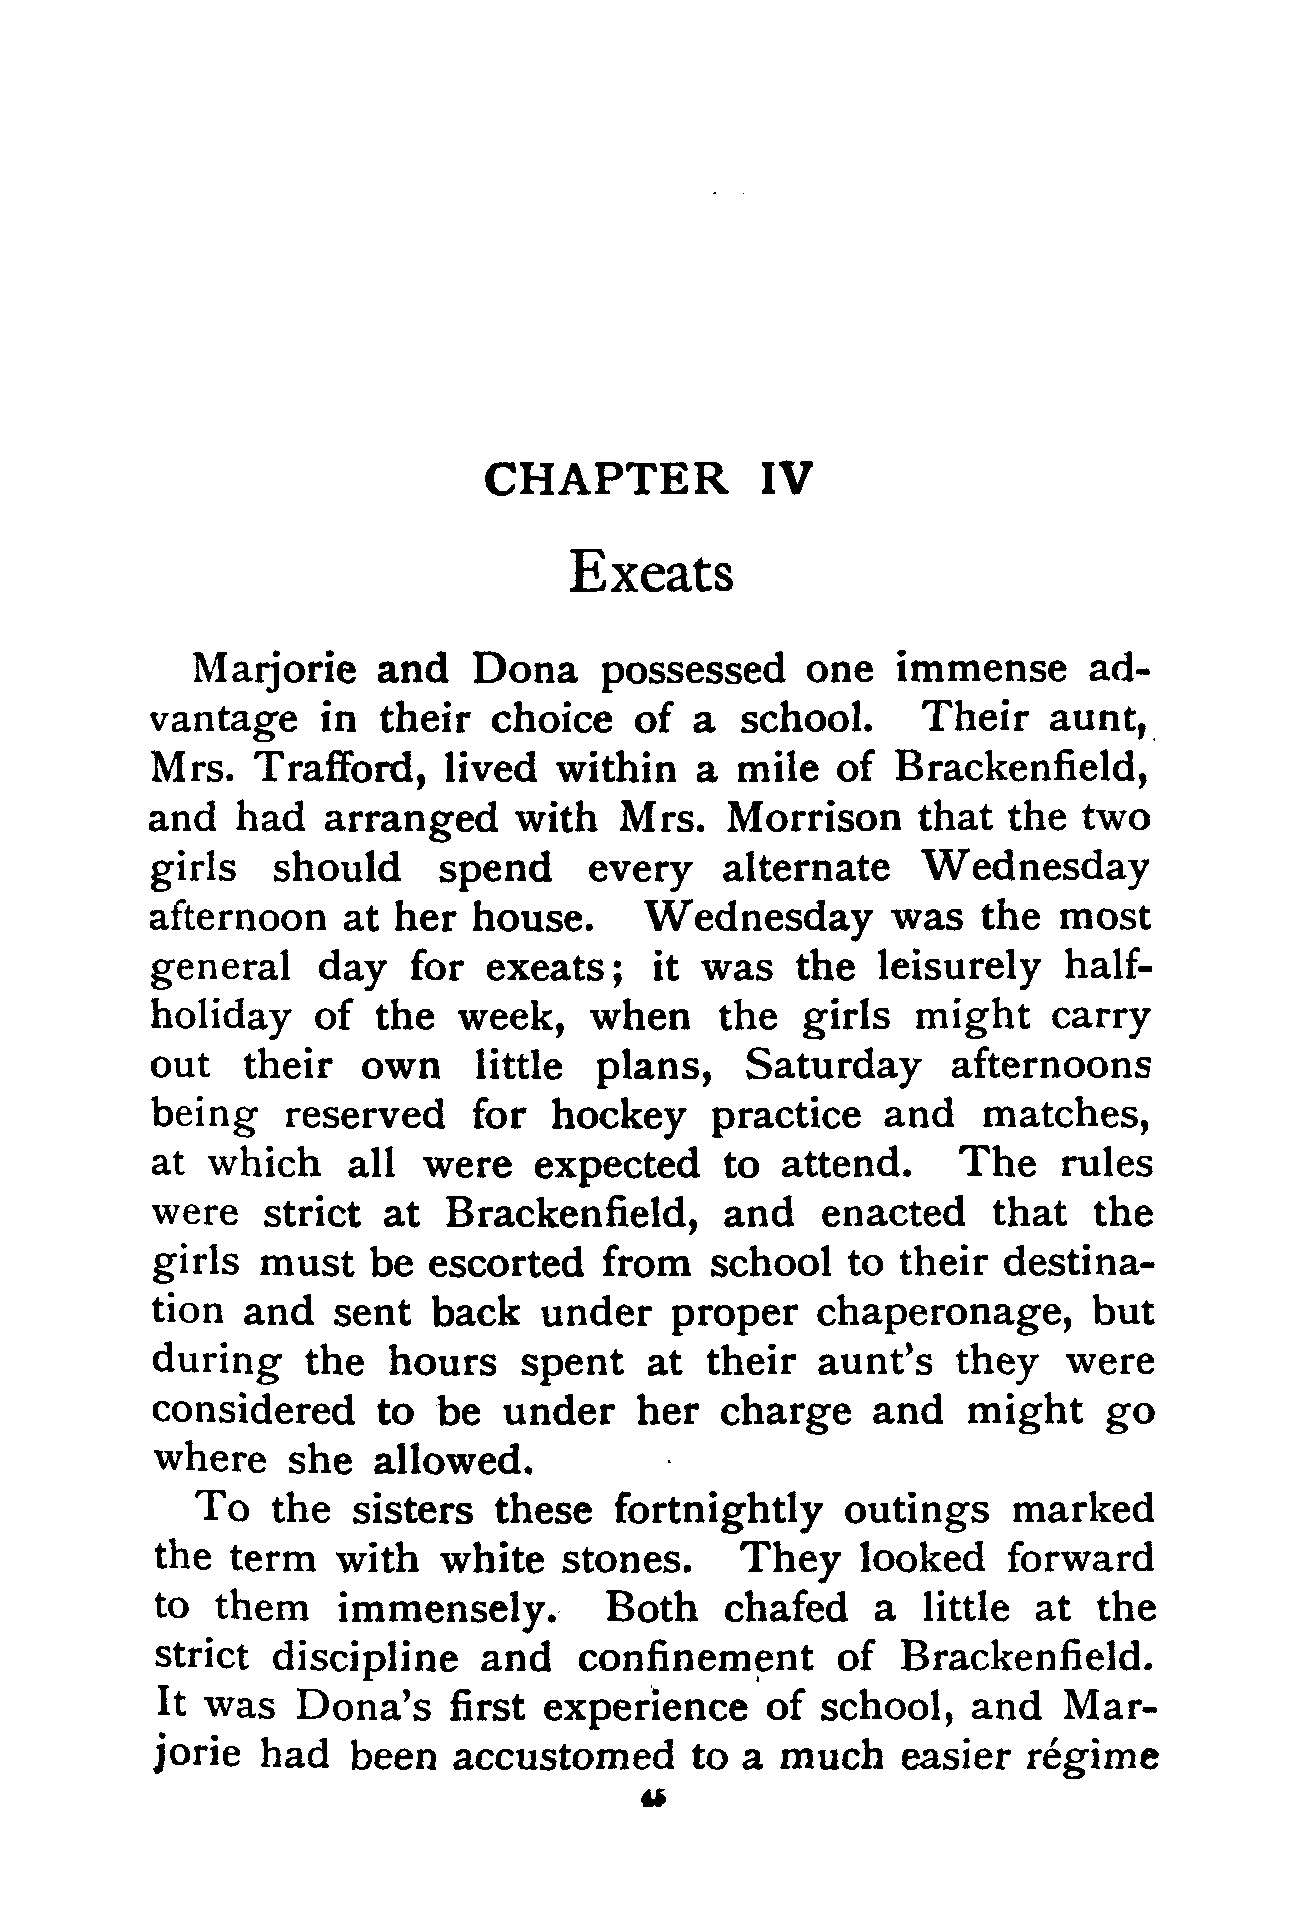 CHAPTER IV
Exeats
Marjorie and Dona possessed one immense ad-
vantage in their choice of a school. Their aunt,
Mrs. Trafford, lived within a mile of Brackenfield,
and had arranged with Mrs. Morrison that the two
girls should spend every alternate Wednesday
afternoon at her house. Wednesday was the most
general day for exeats; it was the leisurely half-
holiday of the week, when the girls might carry
out their own little plans, Saturday afternoons
being reserved for hockey practice and matches,
at which all were expected to attend. The rules
were strict at Brackenfield, and enacted that the
girls must be escorted from school to their destina-
tion and sent back under proper chaperonage, but
during the hours spent at their aunt's they were
considered to be under her charge and might go
where she allowed.
To the sisters these fortnightly outings marked
the term with white stones. They looked forward
to them immensely. Both chafed a little at the
strict discipline and confinement of Brackenfield.
It was Dona's first experience of school, and Mar-
jorie had been accustomed to a much easier régime